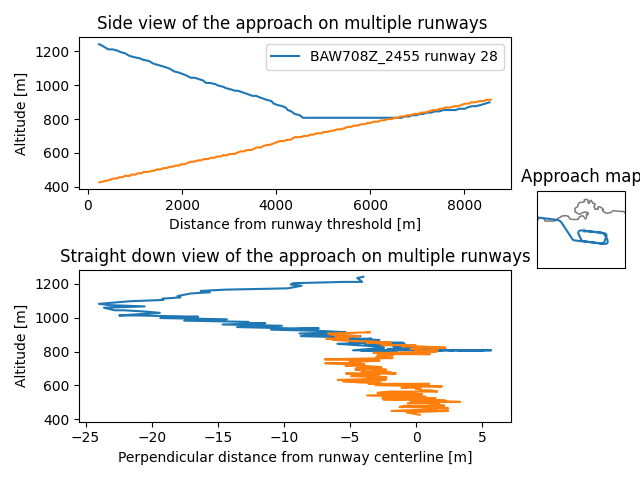 Side view of the approach on multiple runways
1200
1000
800
600
400
Altitude [m]
BAW708Z_2455 runway 28
0 2000 4000 6000 8000
Distance from runway threshold [m]
Approach map
Straight down view of the approach on multiple runways
1200
1000
800
600
400
Altitude [m]
−25 −20 −15 −10 −5 0 5
Perpendicular distance from runway centerline [m]